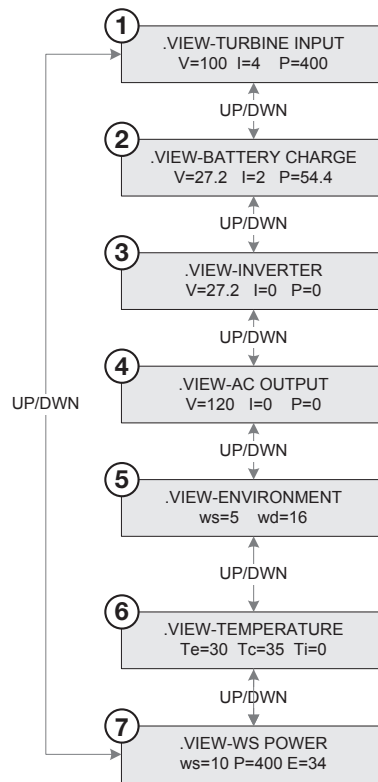 1
.VIEW-TURBINE INPUT
V=100 I=4 P=400
UP/DWN
2
.VIEW-BATTERY CHARGE
V=27.2 I=2 P=54.4
UP/DWN
3
.VIEW-INVERTER
V=27.2 I=0 P=0
UP/DWN
4
.VIEW-AC OUTPUT
V=120 I=0 P=0
UP/DWN
UP/DWN
5
.VIEW-ENVIRONMENT
ws=5 wd=16
UP/DWN
6
.VIEW-TEMPERATURE
Te=30 Tc=35 Ti=0
UP/DWN
7
.VIEW-WS POWER
ws=10 P=400 E=34